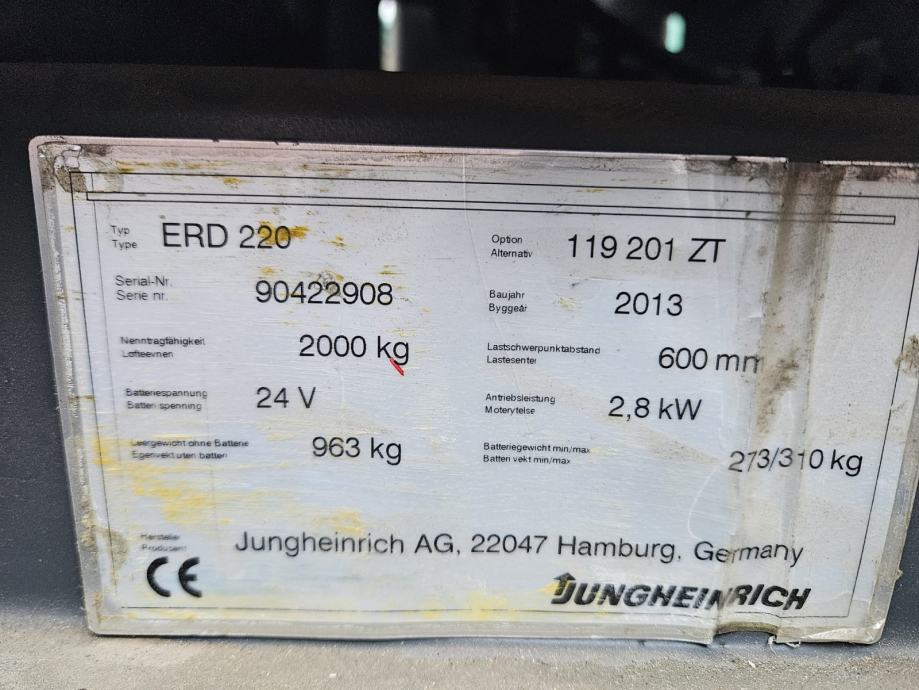 Typ
Type
ERD 220
Option
Alternativ
119 201 ZT
Serial-Nr.
Serie nr.
90422908
Baujahr
Byggeår
2013
Nenntragfähigkeit
Løfteevnen
2000 kg
Lastschwerpunktabstand
Lastesenter
600 mm
Batteriespannung
Batteri spenning
24 V
Antriebsleistung
Moterytelse
2,8 kW
Leergewicht ohne Batterie
Egenvekt uten batteri
963 kg
Batteriegewicht min/max
Batteri vekt min/max
273/310 kg
Hersteller
Produsent
Jungheinrich AG, 22047 Hamburg, Germany
CE
JUNGHEINRICH